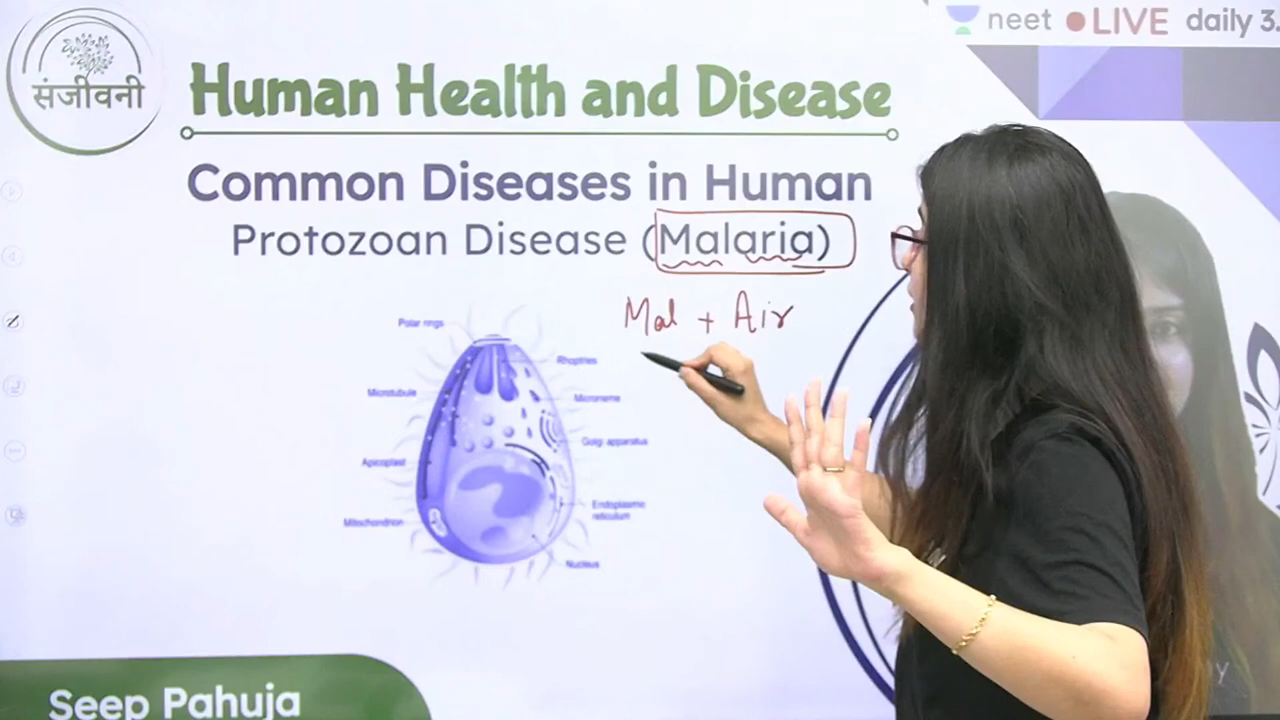 संजीवनी
neet LIVE daily 3.
Human Health and Disease
Common Diseases in Human
Protozoan Disease (Malaria)
Mal + Air
Polar rings
Rhoptries
Microtubule
Microneme
Golgi apparatus
Apicoplast
Endoplasmic
reticulum
Mitochondrion
Nucleus
Seep Pahuja